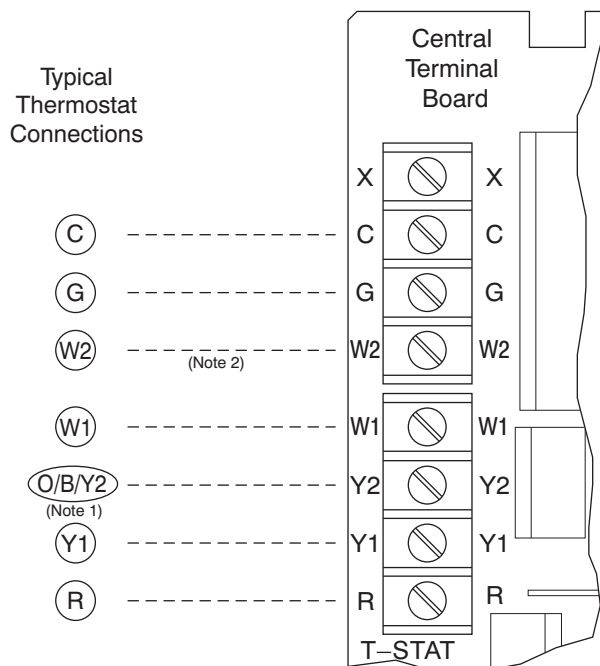 Central
Terminal
Board
Typical
Thermostat
Connections
X X
C C C
G G G
W2 (Note 2) W2 W2
W1 W1 W1
O/B/Y2 Y2 Y2
(Note 1)
Y1 Y1 Y1
R R R
T–STAT